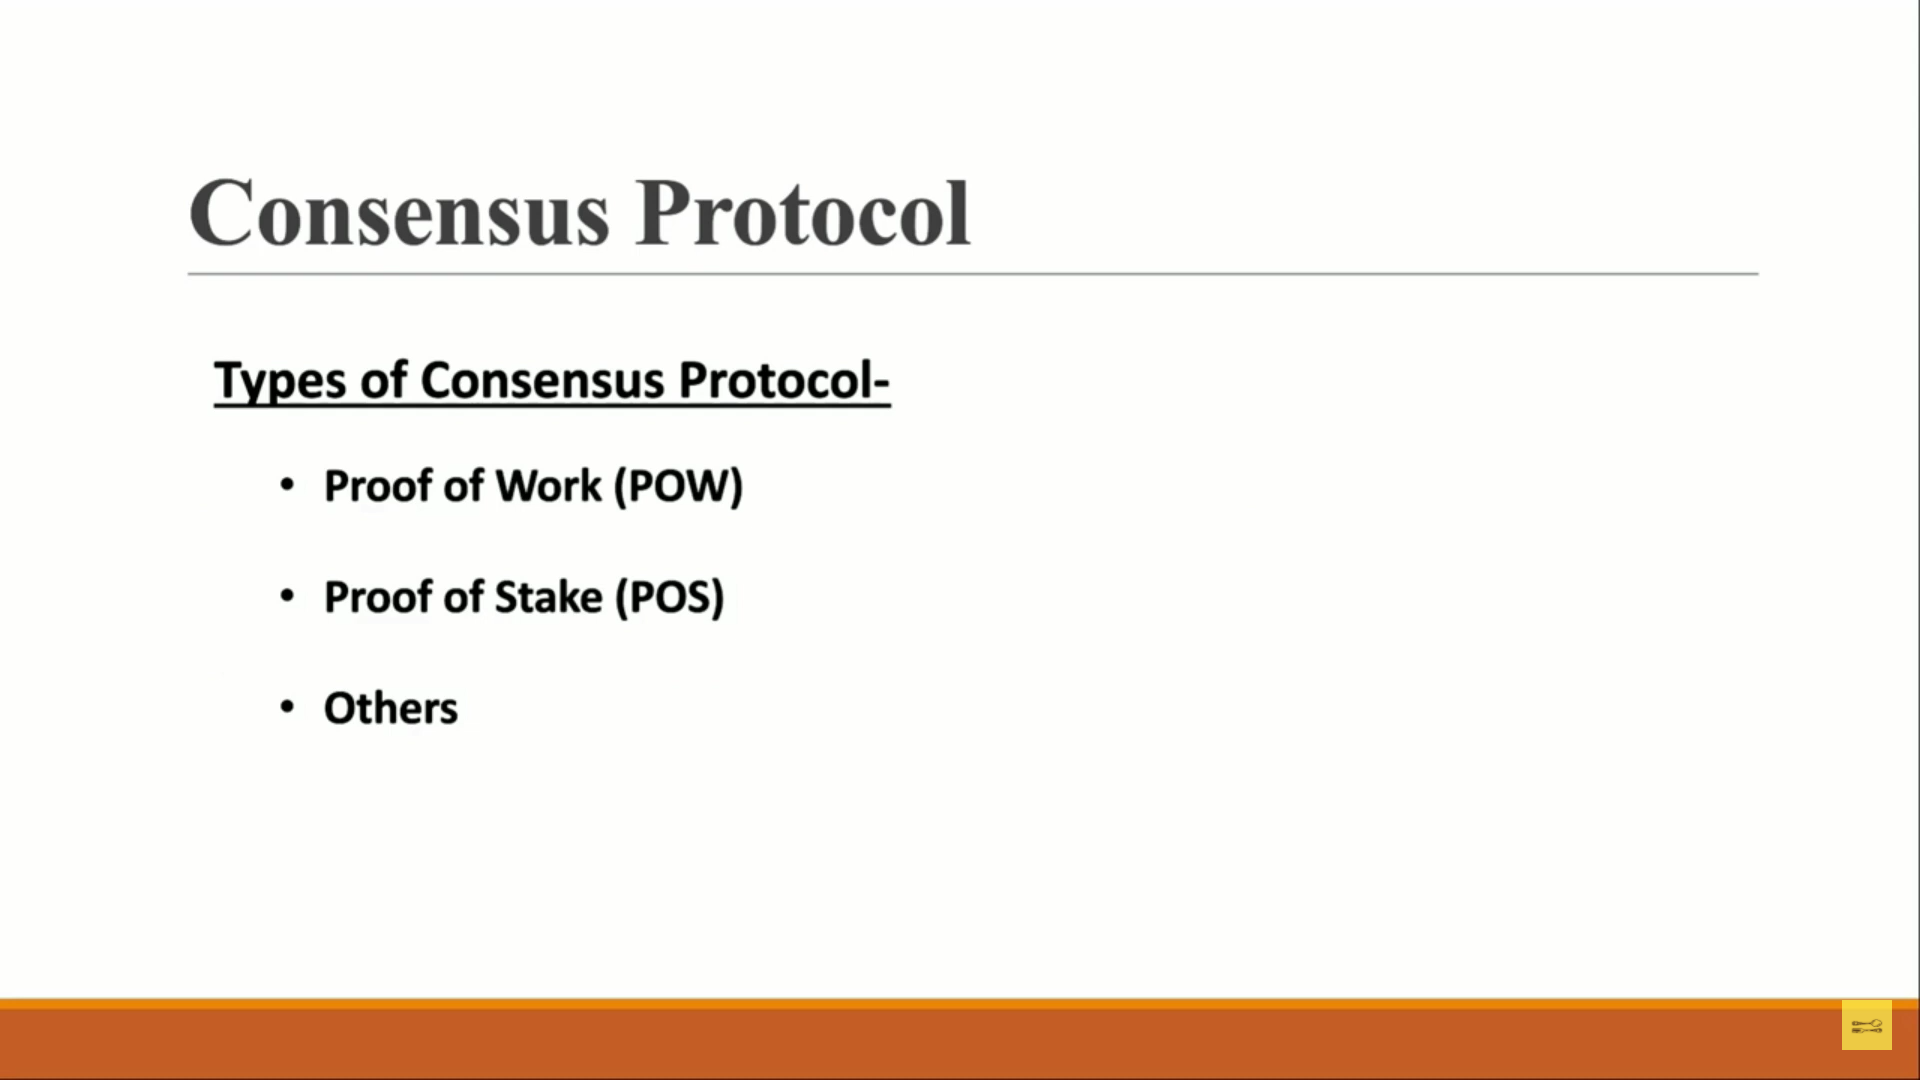 Consensus Protocol
Types of Consensus Protocol-
• Proof of Work (POW)
• Proof of Stake (POS)
• Others